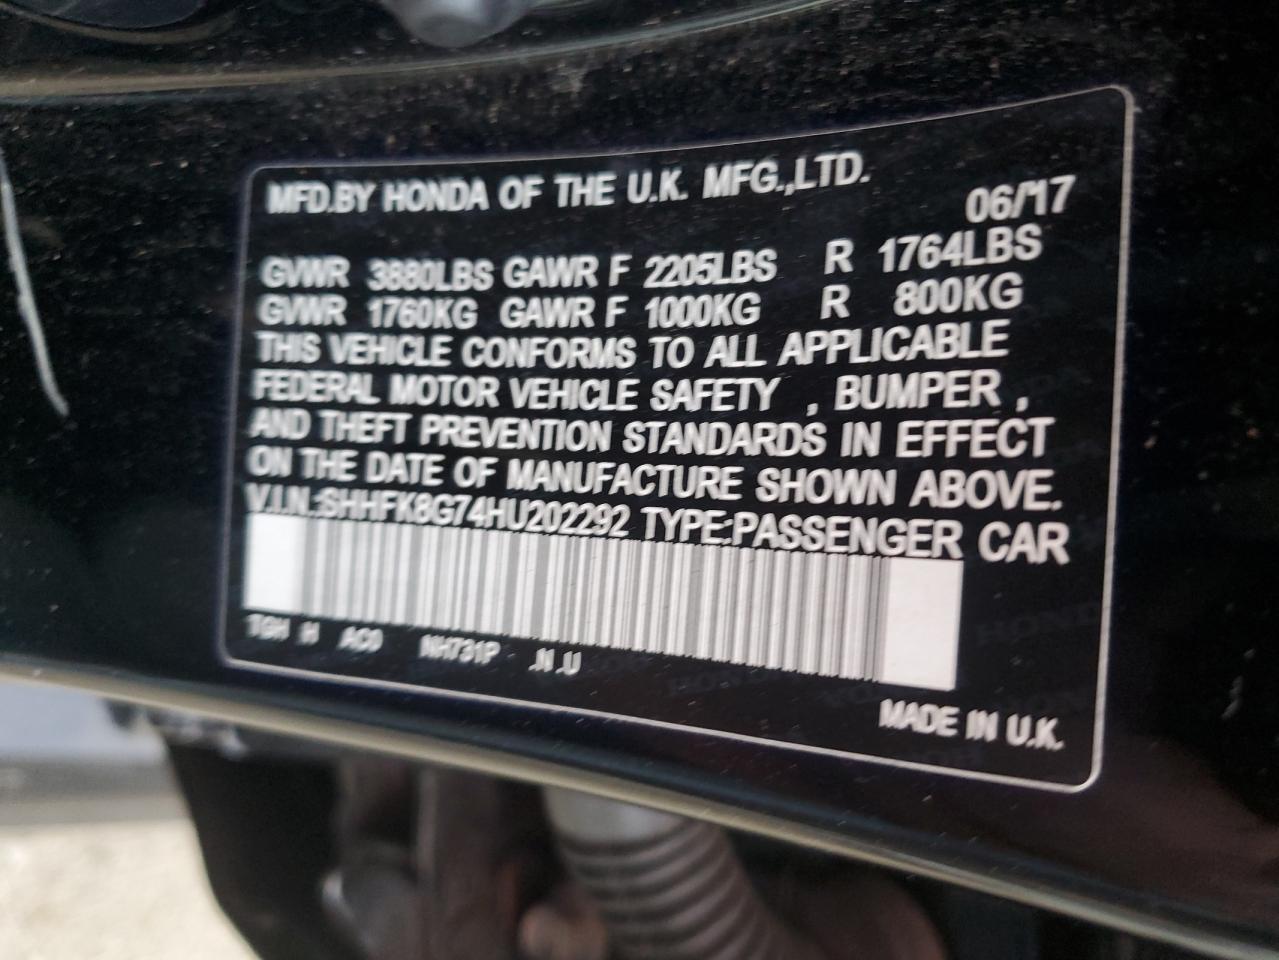 MFD.BY HONDA OF THE U.K. MFG.,LTD.
06/'17
GVWR 3880LBS GAWR F 2205LBS R 1764LBS
GVWR 1760KG GAWR F 1000KG R 800KG
THIS VEHICLE CONFORMS TO ALL APPLICABLE
FEDERAL MOTOR VEHICLE SAFETY , BUMPER ,
AND THEFT PREVENTION STANDARDS IN EFFECT
ON THE DATE OF MANUFACTURE SHOWN ABOVE.
V.I.N.:SHHFK8G74HU202292 TYPE:PASSENGER CAR
TGH H AC0 NH731P .N .U
MADE IN U.K.